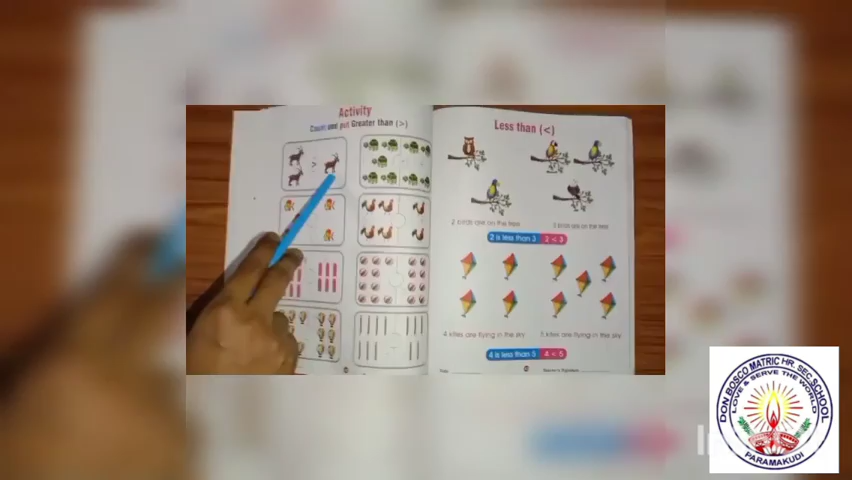 Activity
Count and put Greater than (>)
>
Less than (<)
2 birds are on the tree
3 birds are on the tree
2 is less than 3 2 < 3
4 kites are flying in the sky
5 kites are flying in the sky
4 is less than 5 4 < 5
DON BOSCO MATRIC HR. SEC. SCHOOL
LOVE & SERVE THE WORLD
PARAMAKUDI